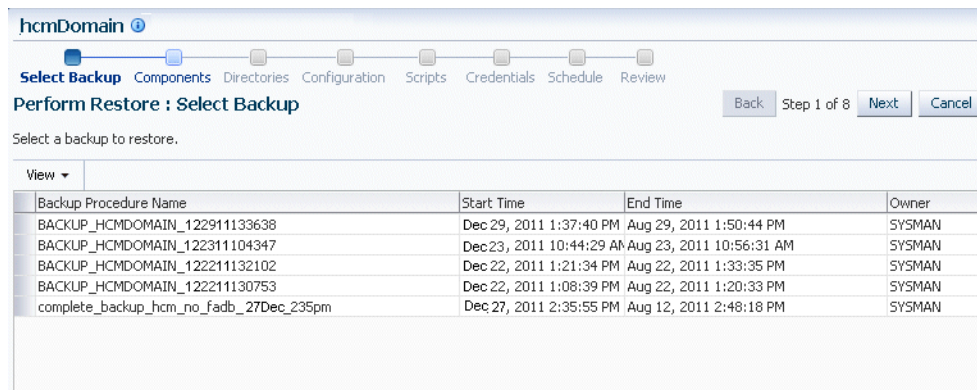 hcmDomain
Select Backup Components Directories Configuration Scripts Credentials Schedule Review
Perform Restore : Select Backup
Back Step 1 of 8 Next Cancel
Select a backup to restore.
View
Backup Procedure Name Start Time End Time Owner
BACKUP_HCMDOMAIN_122911133638 Dec 29, 2011 1:37:40 PM Aug 29, 2011 1:50:44 PM SYSMAN
BACKUP_HCMDOMAIN_122311104347 Dec 23, 2011 10:44:29 AM Aug 23, 2011 10:56:31 AM SYSMAN
BACKUP_HCMDOMAIN_122211132102 Dec 22, 2011 1:21:34 PM Aug 22, 2011 1:33:35 PM SYSMAN
BACKUP_HCMDOMAIN_122211130753 Dec 22, 2011 1:08:39 PM Aug 22, 2011 1:20:33 PM SYSMAN
complete_backup_hcm_no_fadb_27Dec_235pm Dec 27, 2011 2:35:55 PM Aug 12, 2011 2:48:18 PM SYSMAN